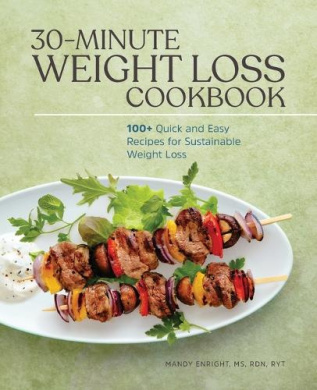 30-MINUTE
WEIGHT LOSS
COOKBOOK
100+ Quick and Easy
Recipes for Sustainable
Weight Loss
MANDY ENRIGHT, MS, RDN, RYT